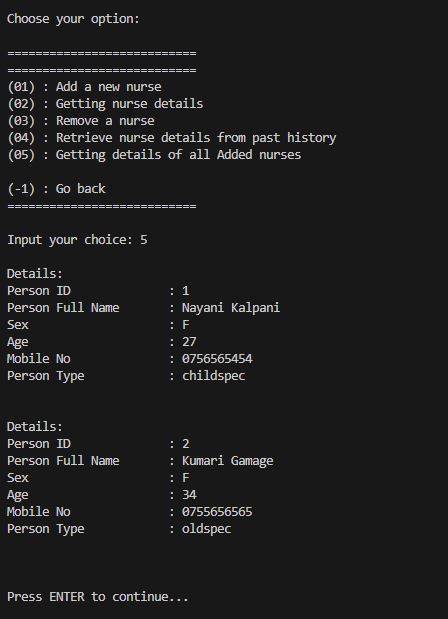 Choose your option:
===========================
===========================
(01) : Add a new nurse
(02) : Getting nurse details
(03) : Remove a nurse
(04) : Retrieve nurse details from past history
(05) : Getting details of all Added nurses
(-1) : Go back
===========================
Input your choice: 5
Details:
Person ID : 1
Person Full Name : Nayani Kalpani
Sex : F
Age : 27
Mobile No : 0756565454
Person Type : childspec
Details:
Person ID : 2
Person Full Name : Kumari Gamage
Sex : F
Age : 34
Mobile No : 0755656565
Person Type : oldspec
Press ENTER to continue...